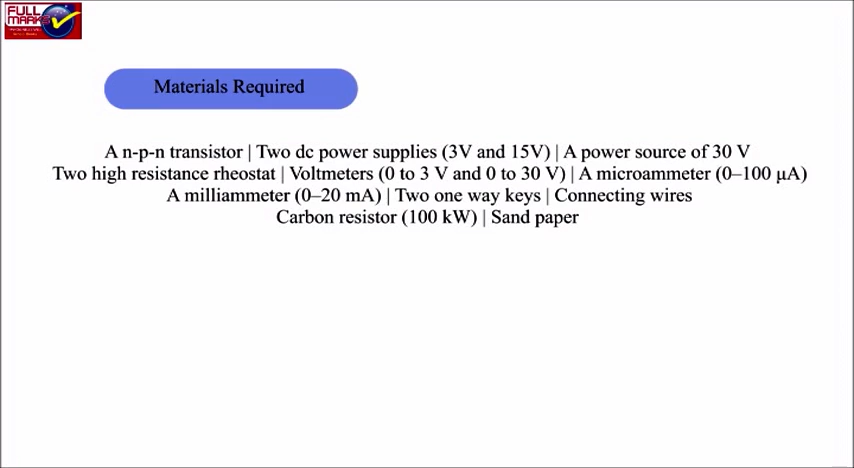 FULL
MARKS
Materials Required
A n-p-n transistor | Two dc power supplies (3V and 15V) | A power source of 30 V
Two high resistance rheostat | Voltmeters (0 to 3 V and 0 to 30 V) | A microammeter (0–100 μA)
A milliammeter (0–20 mA) | Two one way keys | Connecting wires
Carbon resistor (100 kW) | Sand paper